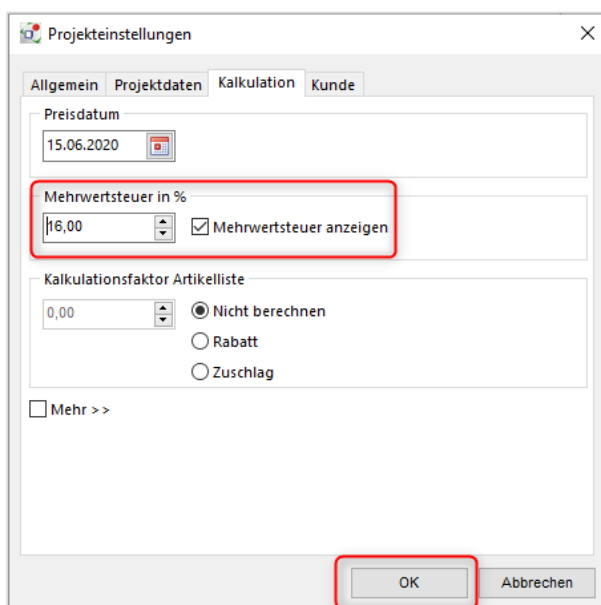 Projekteinstellungen
Allgemein Projektdaten Kalkulation Kunde
Preisdatum
15.06.2020
Mehrwertsteuer in %
16,00 Mehrwertsteuer anzeigen
Kalkulationsfaktor Artikelliste
0,00 Nicht berechnen
Rabatt
Zuschlag
Mehr >>
OK Abbrechen